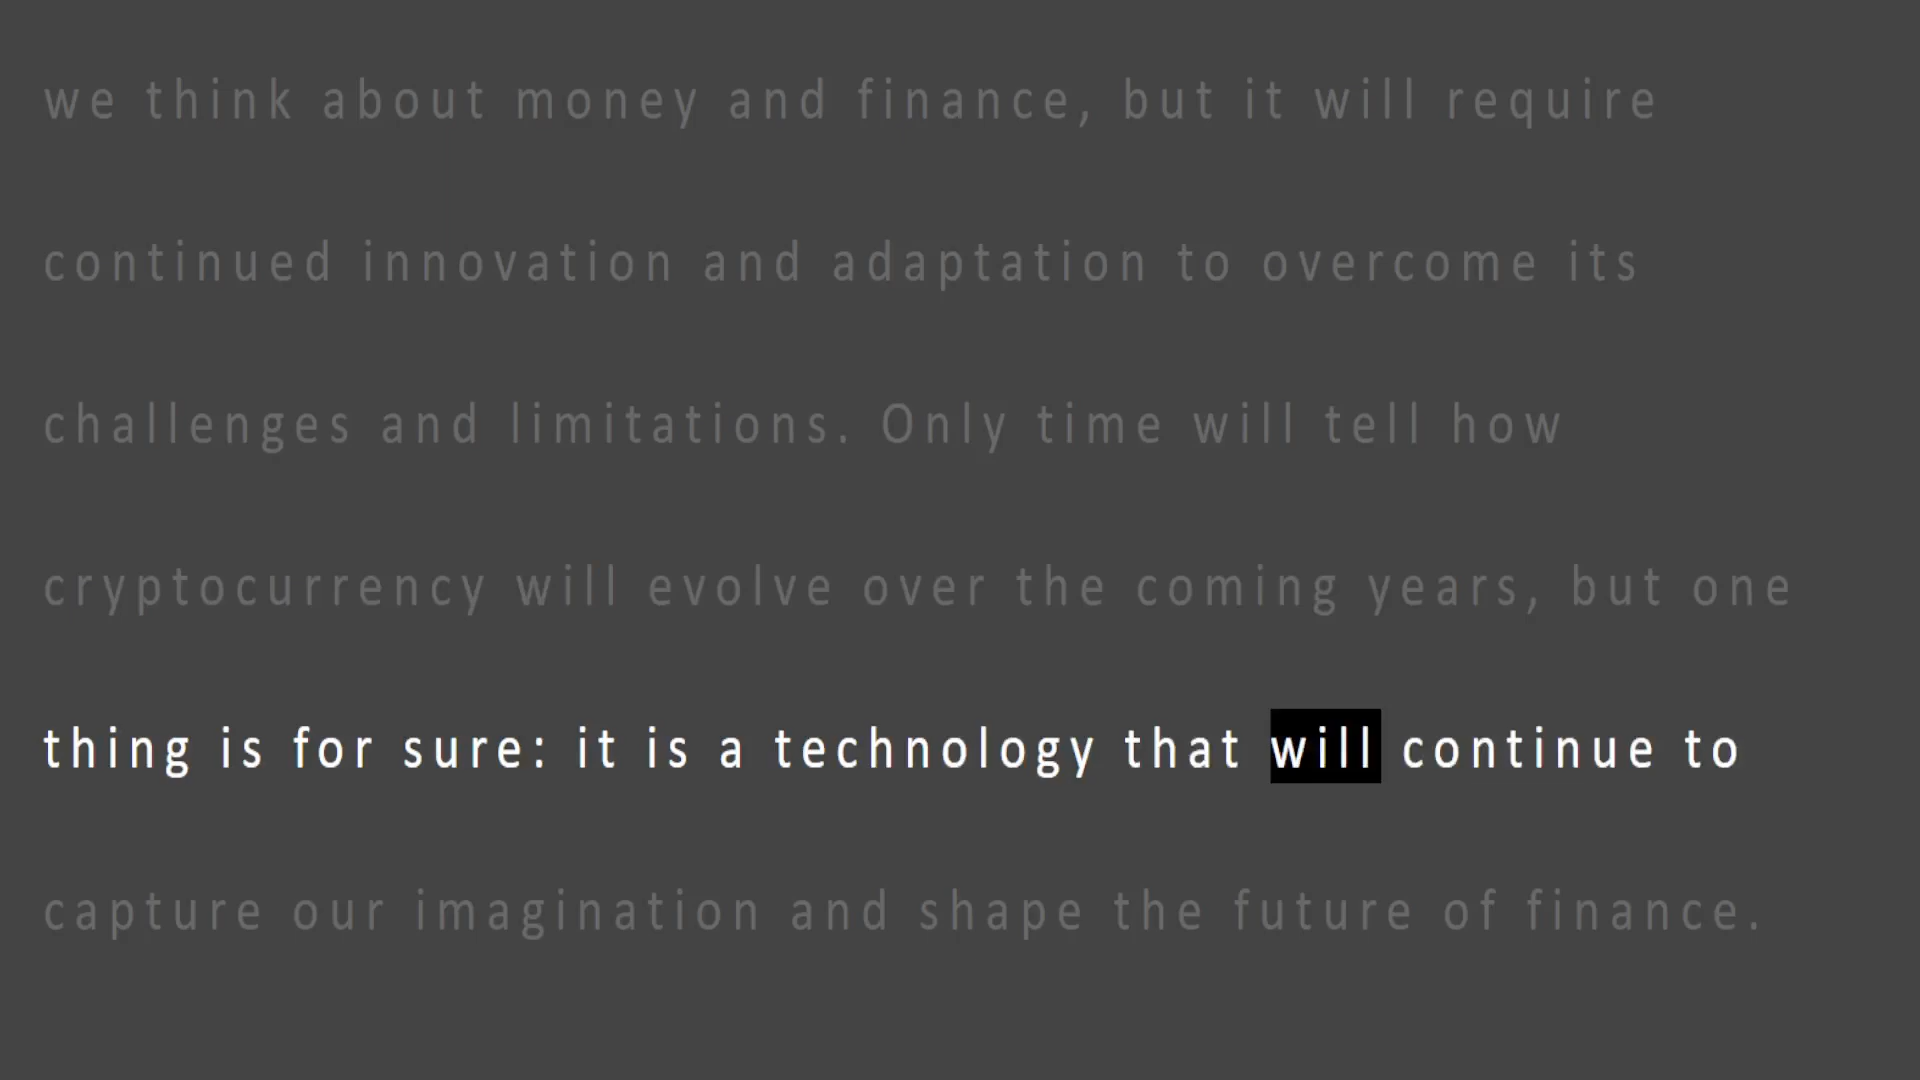 we think about money and finance, but it will require
continued innovation and adaptation to overcome its
challenges and limitations. Only time will tell how
cryptocurrency will evolve over the coming years, but one
thing is for sure: it is a technology that will continue to
capture our imagination and shape the future of finance.